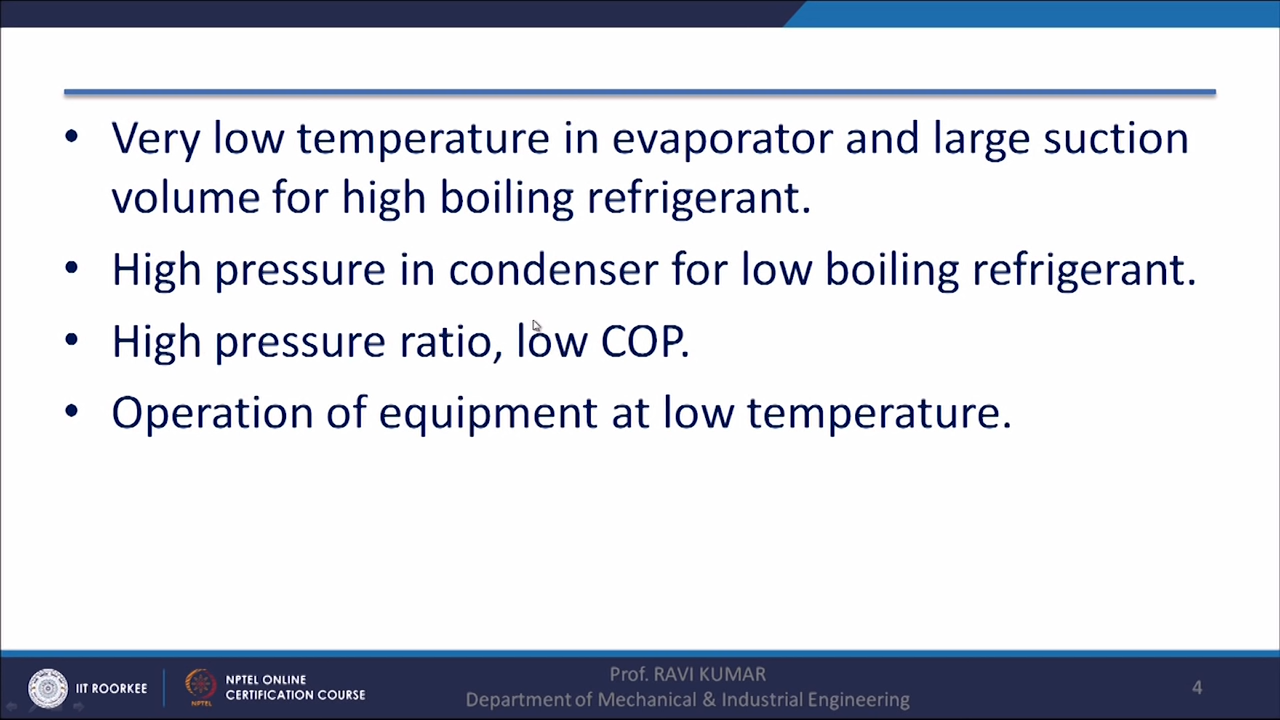 • Very low temperature in evaporator and large suction
volume for high boiling refrigerant.
• High pressure in condenser for low boiling refrigerant.
• High pressure ratio, low COP.
• Operation of equipment at low temperature.
IIT ROORKEE
NPTEL
NPTEL ONLINE
CERTIFICATION COURSE
Prof. RAVI KUMAR
Department of Mechanical & Industrial Engineering
4